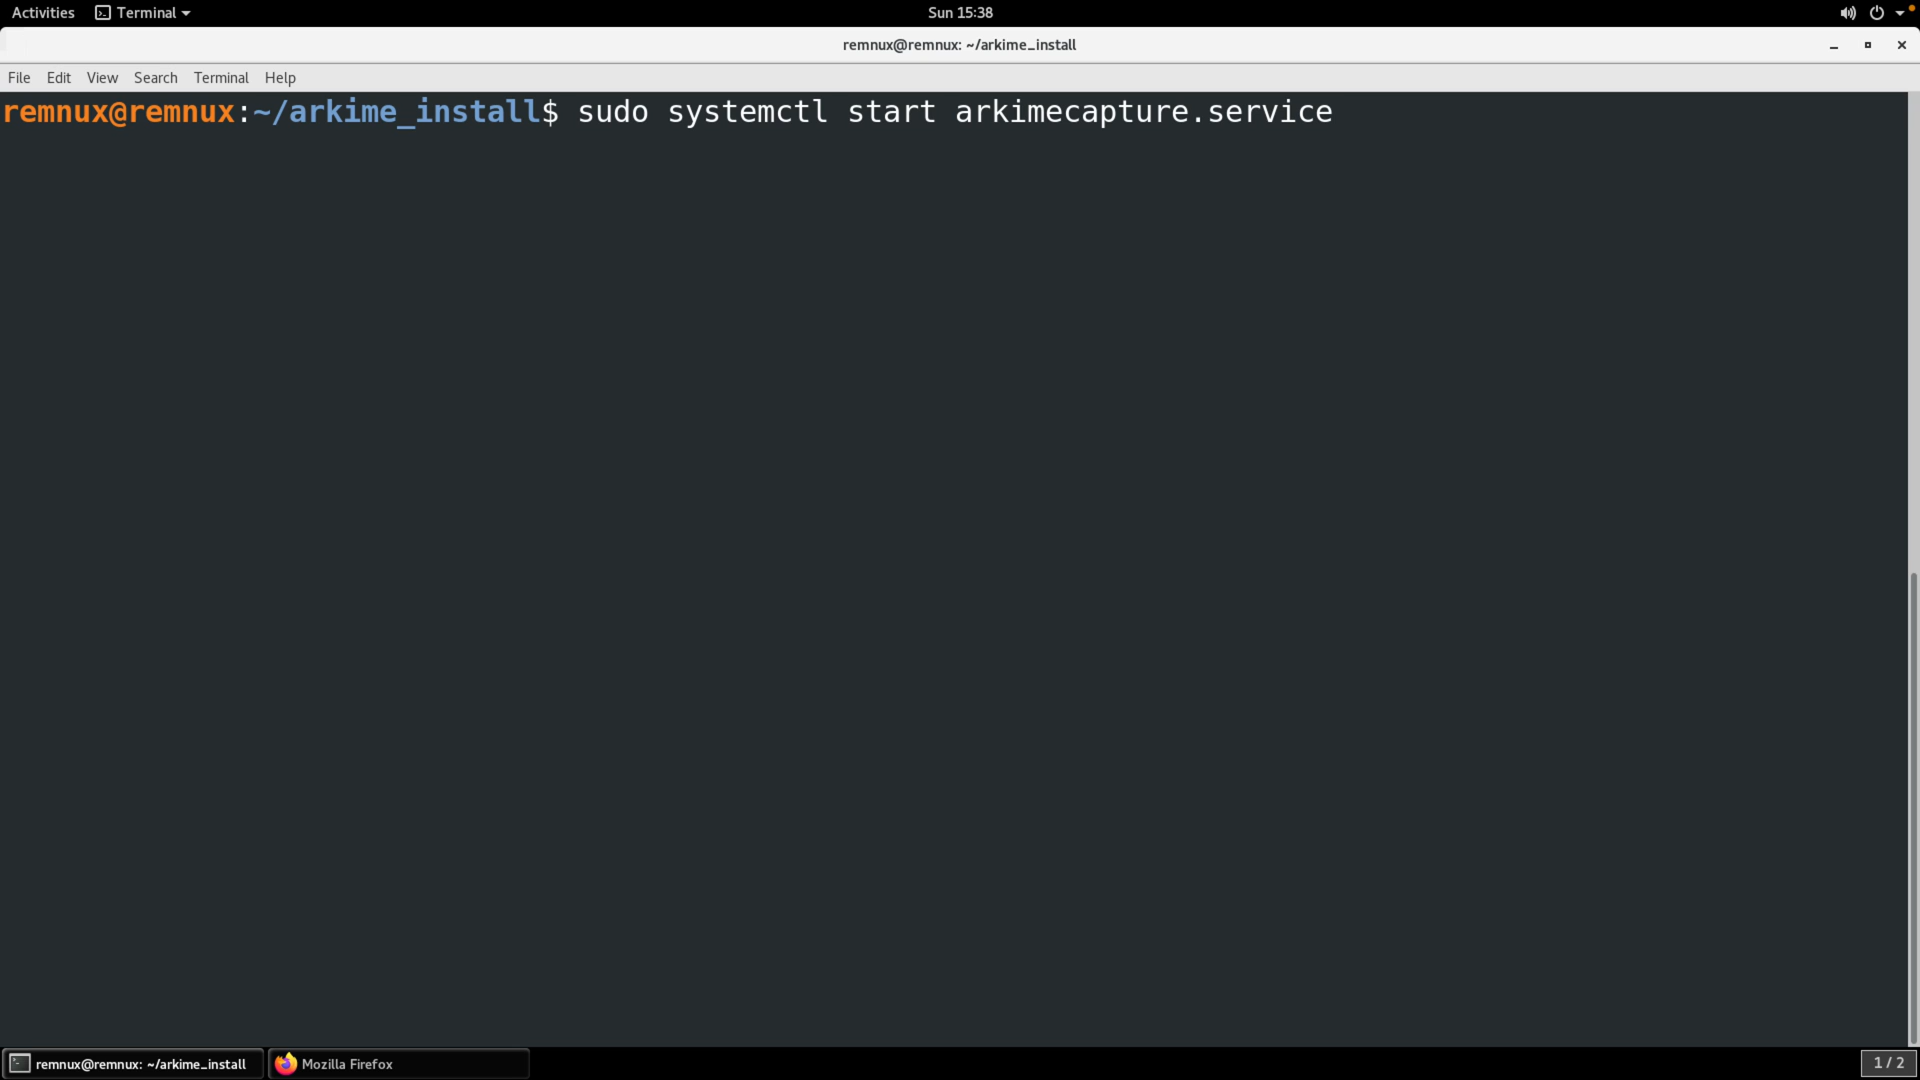 Activities Terminal Sun 15:38
remnux@remnux: ~/arkime_install
File Edit View Search Terminal Help
remnux@remnux:~/arkime_install$ sudo systemctl start arkimecapture.service
remnux@remnux: ~/arkime_install Mozilla Firefox 1 / 2